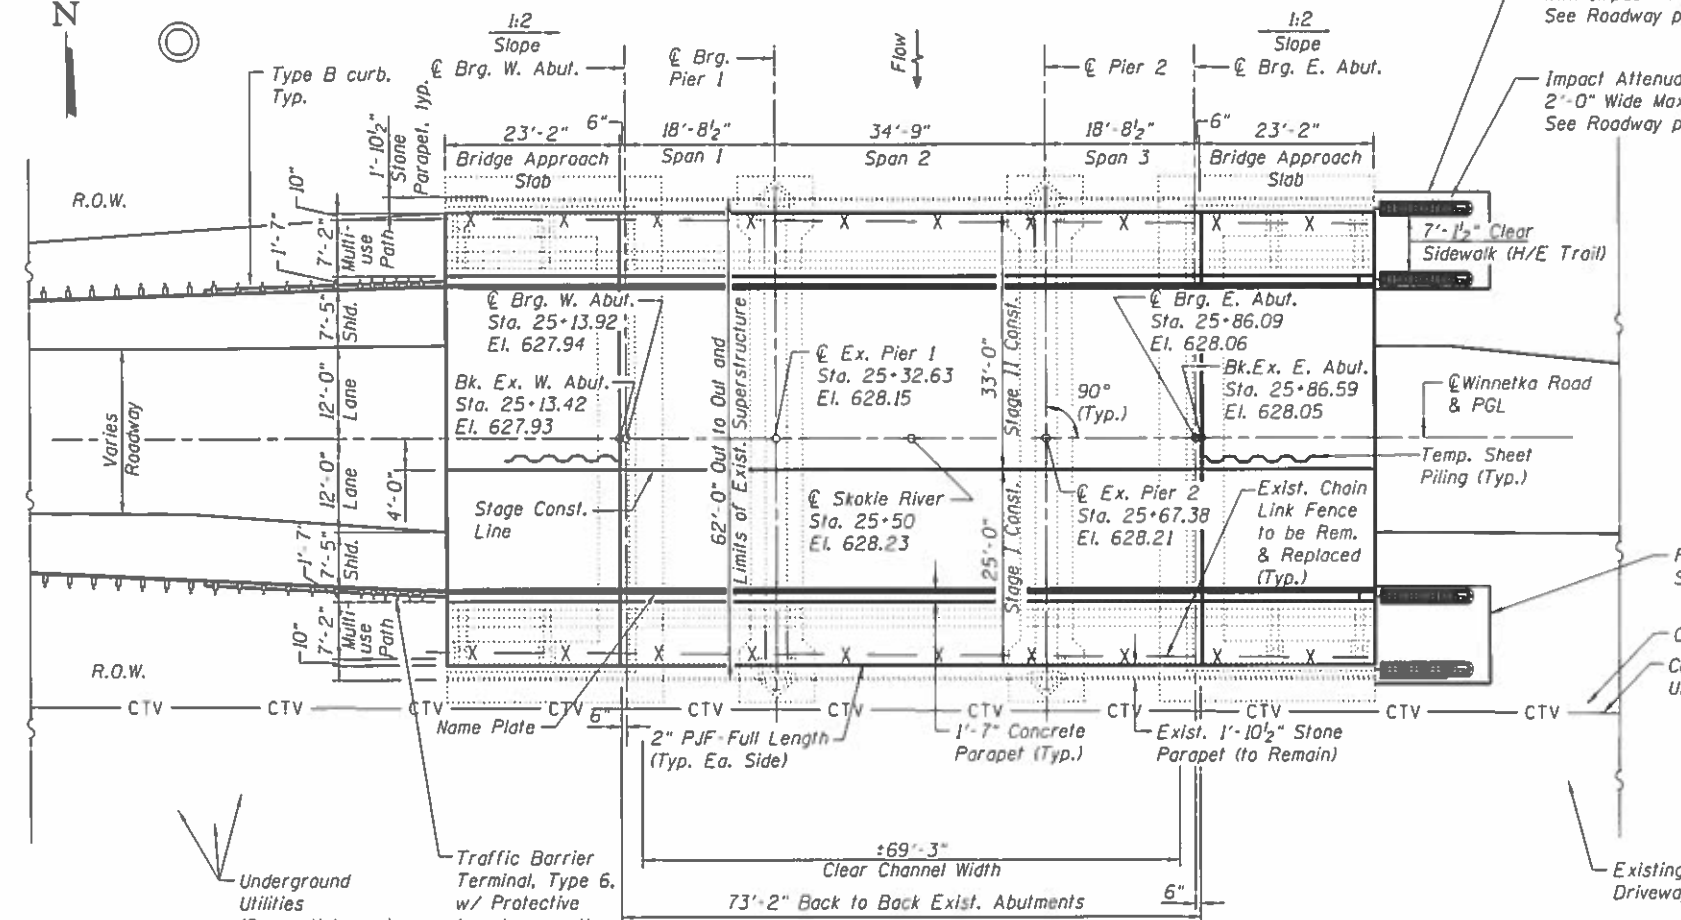 N
1:2
Slope
℄ Brg. W. Abut.
℄ Brg.
Pier 1
Flow
℄ Pier 2
1:2
Slope
℄ Brg. E. Abut.
See Roadway p
Type B curb.
Typ.
Impact Attenua
2'-0" Wide Max
See Roadway p
1'-10½"
Stone
Parapet, typ.
23'-2"
6"
18'-8½"
34'-9"
18'-8½"
6"
23'-2"
Bridge Approach
Slab
Span 1
Span 2
Span 3
Bridge Approach
Slab
R.O.W.
10"
1'-7"
7'-2"
Multi-
use
Path
7'-1½" Clear
Sidewalk (H/E Trail)
7'-5"
Shld.
12'-0"
Lane
℄ Brg. W. Abut.
Sta. 25+13.92
El. 627.94
Bk. Ex. W. Abut.
Sta. 25+13.42
El. 627.93
62'-0" Out to Out and
Limits of Exist. Superstructure
℄ Ex. Pier 1
Sta. 25+32.63
El. 628.15
33'-0"
Stage II Const.
90°
(Typ.)
℄ Brg. E. Abut.
Sta. 25+86.09
El. 628.06
Bk.Ex. E. Abut.
Sta. 25+86.59
El. 628.05
℄ Winnetka Road
& PGL
Varies
Roadway
12'-0"
Lane
4'-0"
Temp. Sheet
Piling (Typ.)
Stage Const.
Line
℄ Skokie River
Sta. 25+50
El. 628.23
℄ Ex. Pier 2
Sta. 25+67.38
El. 628.21
Exist. Chain
Link Fence
to be Rem.
& Replaced
(Typ.)
25'-0"
Stage I Const.
1'-7"
7'-5"
Shld.
10"
7'-2"
Multi-
use
Path
R.O.W.
CTV CTV CTV CTV CTV CTV CTV CTV CTV CTV CTV
Name Plate
6"
2" PJF-Full Length
(Typ. Ea. Side)
1'-7" Concrete
Parapet (Typ.)
Exist. 1'-10½" Stone
Parapet (to Remain)
±69'-3"
Clear Channel Width
73'-2" Back to Back Exist. Abutments
6"
Underground
Utilities
Traffic Barrier
Terminal, Type 6,
w/ Protective
Existing
Drivewa